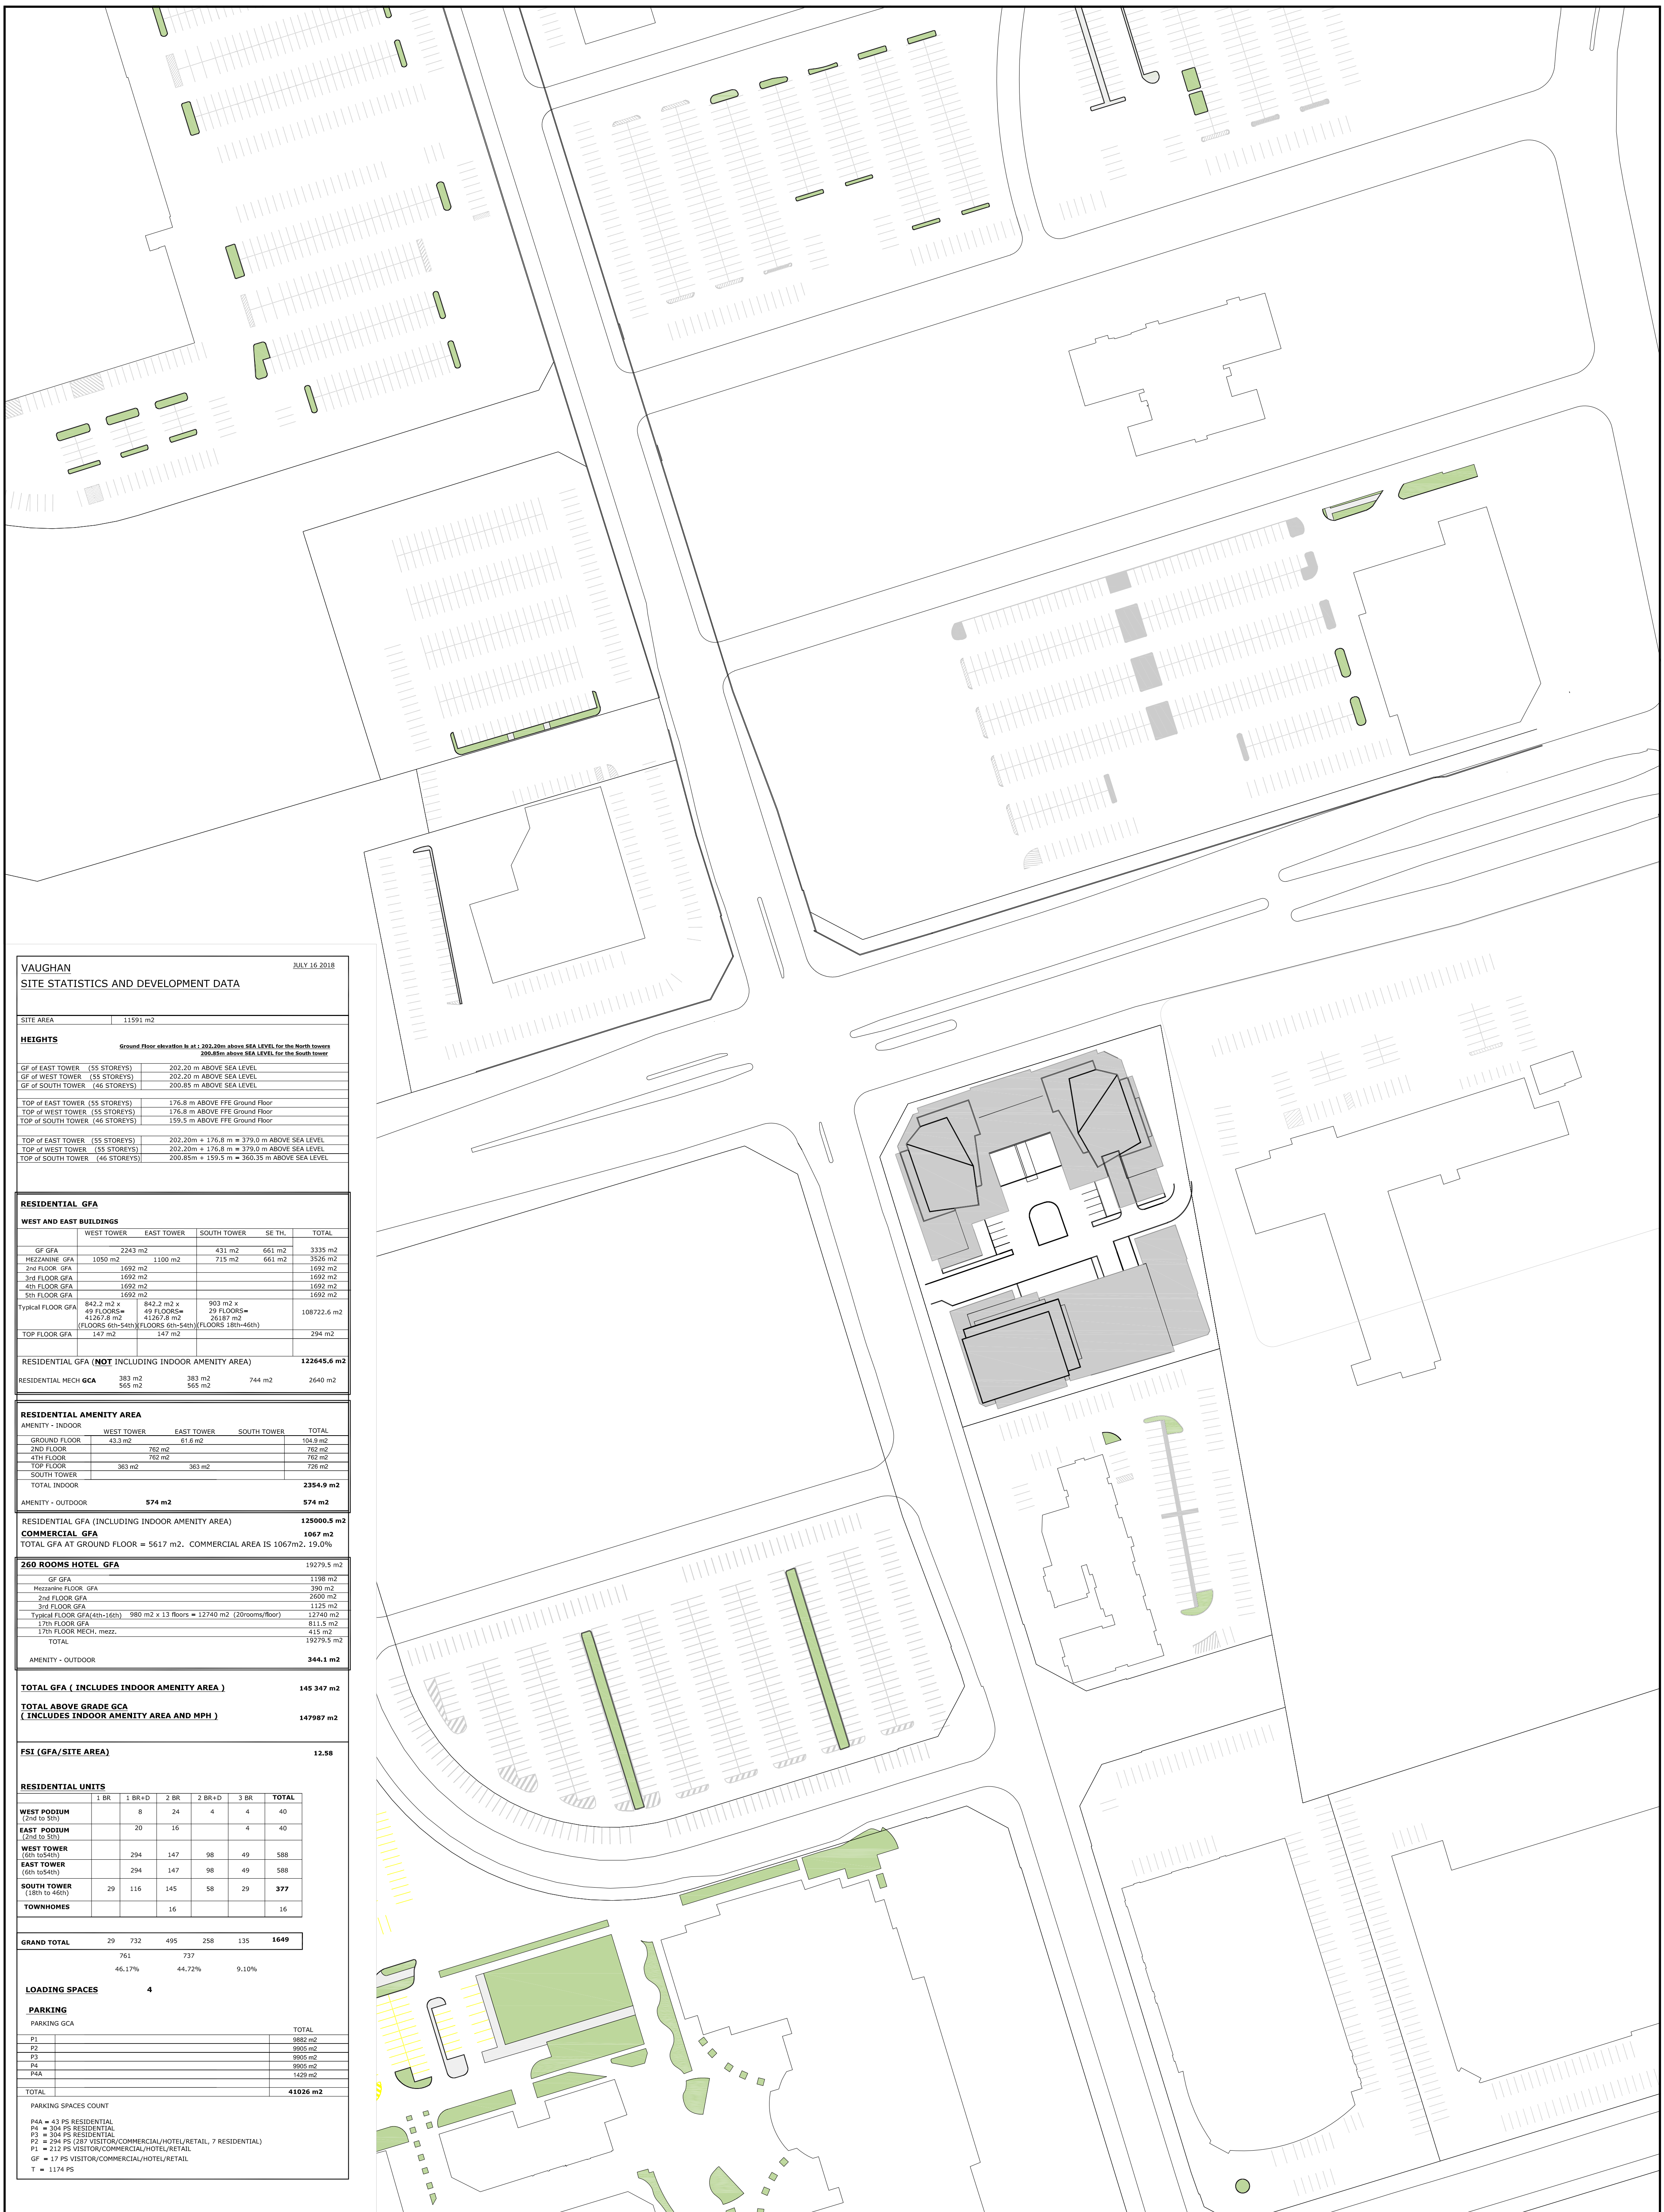 VAUGHAN
JULY 16 2018
SITE STATISTICS AND DEVELOPMENT DATA
SITE AREA 11591 m2
HEIGHTS
Ground Floor elevation is at : 202.20m above SEA LEVEL for the North towers
200.85m above SEA LEVEL for the South tower
GF of EAST TOWER (55 STOREYS) 202.20 m ABOVE SEA LEVEL
GF of WEST TOWER (55 STOREYS) 202.20 m ABOVE SEA LEVEL
GF of SOUTH TOWER (46 STOREYS) 200.85 m ABOVE SEA LEVEL
TOP of EAST TOWER (55 STOREYS) 176.8 m ABOVE FFE Ground Floor
TOP of WEST TOWER (55 STOREYS) 176.8 m ABOVE FFE Ground Floor
TOP of SOUTH TOWER (46 STOREYS) 159.5 m ABOVE FFE Ground Floor
TOP of EAST TOWER (55 STOREYS) 202.20m + 176.8 m = 379.0 m ABOVE SEA LEVEL
TOP of WEST TOWER (55 STOREYS) 202.20m + 176.8 m = 379.0 m ABOVE SEA LEVEL
TOP of SOUTH TOWER (46 STOREYS) 200.85m + 159.5 m = 360.35 m ABOVE SEA LEVEL
RESIDENTIAL GFA
WEST AND EAST BUILDINGS
WEST TOWER EAST TOWER SOUTH TOWER SE TH. TOTAL
GF GFA 2243 m2 431 m2 661 m2 3335 m2
MEZZANINE GFA 1050 m2 1100 m2 715 m2 661 m2 3526 m2
2nd FLOOR GFA 1692 m2 1692 m2
3rd FLOOR GFA 1692 m2 1692 m2
4th FLOOR GFA 1692 m2 1692 m2
5th FLOOR GFA 1692 m2 1692 m2
Typical FLOOR GFA 842.2 m2 x 842.2 m2 x 903 m2 x
49 FLOORS= 49 FLOORS= 29 FLOORS= 108722.6 m2
41267.8 m2 41267.8 m2 26187 m2
(FLOORS 6th-54th) (FLOORS 6th-54th) (FLOORS 18th-46th)
TOP FLOOR GFA 147 m2 147 m2 294 m2
RESIDENTIAL GFA (NOT INCLUDING INDOOR AMENITY AREA) 122645.6 m2
RESIDENTIAL MECH GCA 383 m2 383 m2 744 m2 2640 m2
565 m2 565 m2
RESIDENTIAL AMENITY AREA
AMENITY - INDOOR
WEST TOWER EAST TOWER SOUTH TOWER TOTAL
GROUND FLOOR 43.3 m2 61.6 m2 104.9 m2
2ND FLOOR 762 m2 762 m2
4TH FLOOR 762 m2 762 m2
TOP FLOOR 363 m2 363 m2 726 m2
SOUTH TOWER
TOTAL INDOOR 2354.9 m2
AMENITY - OUTDOOR 574 m2 574 m2
RESIDENTIAL GFA (INCLUDING INDOOR AMENITY AREA) 125000.5 m2
COMMERCIAL GFA 1067 m2
TOTAL GFA AT GROUND FLOOR = 5617 m2. COMMERCIAL AREA IS 1067m2. 19.0%
260 ROOMS HOTEL GFA 19279.5 m2
GF GFA 1198 m2
Mezzanine FLOOR GFA 390 m2
2nd FLOOR GFA 2600 m2
3rd FLOOR GFA 1125 m2
Typical FLOOR GFA(4th-16th) 980 m2 x 13 floors = 12740 m2 (20rooms/floor) 12740 m2
17th FLOOR GFA 811.5 m2
17th FLOOR MECH. mezz. 415 m2
TOTAL 19279.5 m2
AMENITY - OUTDOOR 344.1 m2
TOTAL GFA ( INCLUDES INDOOR AMENITY AREA ) 145 347 m2
TOTAL ABOVE GRADE GCA
( INCLUDES INDOOR AMENITY AREA AND MPH ) 147987 m2
FSI (GFA/SITE AREA) 12.58
RESIDENTIAL UNITS
1 BR 1 BR+D 2 BR 2 BR+D 3 BR TOTAL
WEST PODIUM 8 24 4 4 40
(2nd to 5th)
EAST PODIUM 20 16 4 40
(2nd to 5th)
WEST TOWER
(6th to54th) 294 147 98 49 588
EAST TOWER
(6th to54th) 294 147 98 49 588
SOUTH TOWER 29 116 145 58 29 377
(18th to 46th)
TOWNHOMES 16 16
GRAND TOTAL 29 732 495 258 135 1649
761 737
46.17% 44.72% 9.10%
LOADING SPACES 4
PARKING
PARKING GCA
TOTAL
P1 9882 m2
P2 9905 m2
P3 9905 m2
P4 9905 m2
P4A 1429 m2
TOTAL 41026 m2
PARKING SPACES COUNT
P4A = 43 PS RESIDENTIAL
P4 = 304 PS RESIDENTIAL
P3 = 304 PS RESIDENTIAL
P2 = 294 PS (287 VISITOR/COMMERCIAL/HOTEL/RETAIL, 7 RESIDENTIAL)
P1 = 212 PS VISITOR/COMMERCIAL/HOTEL/RETAIL
GF = 17 PS VISITOR/COMMERCIAL/HOTEL/RETAIL
T = 1174 PS